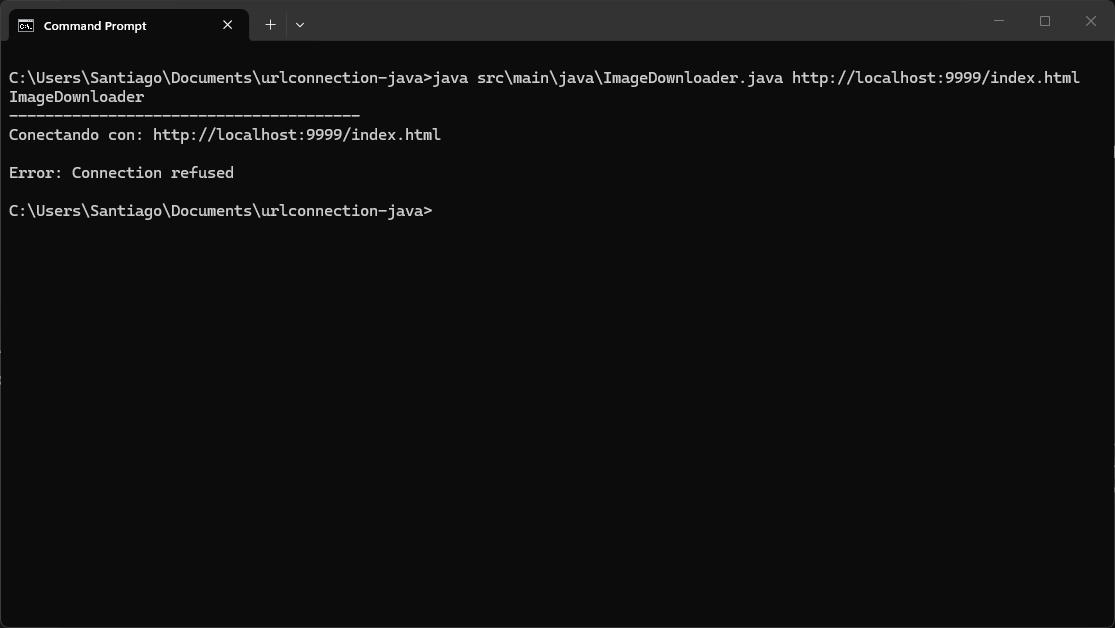 Command Prompt
C:\Users\Santiago\Documents\urlconnection-java>java src\main\java\ImageDownloader.java http://localhost:9999/index.html
ImageDownloader
---------------------------------------
Conectando con: http://localhost:9999/index.html
Error: Connection refused
C:\Users\Santiago\Documents\urlconnection-java>